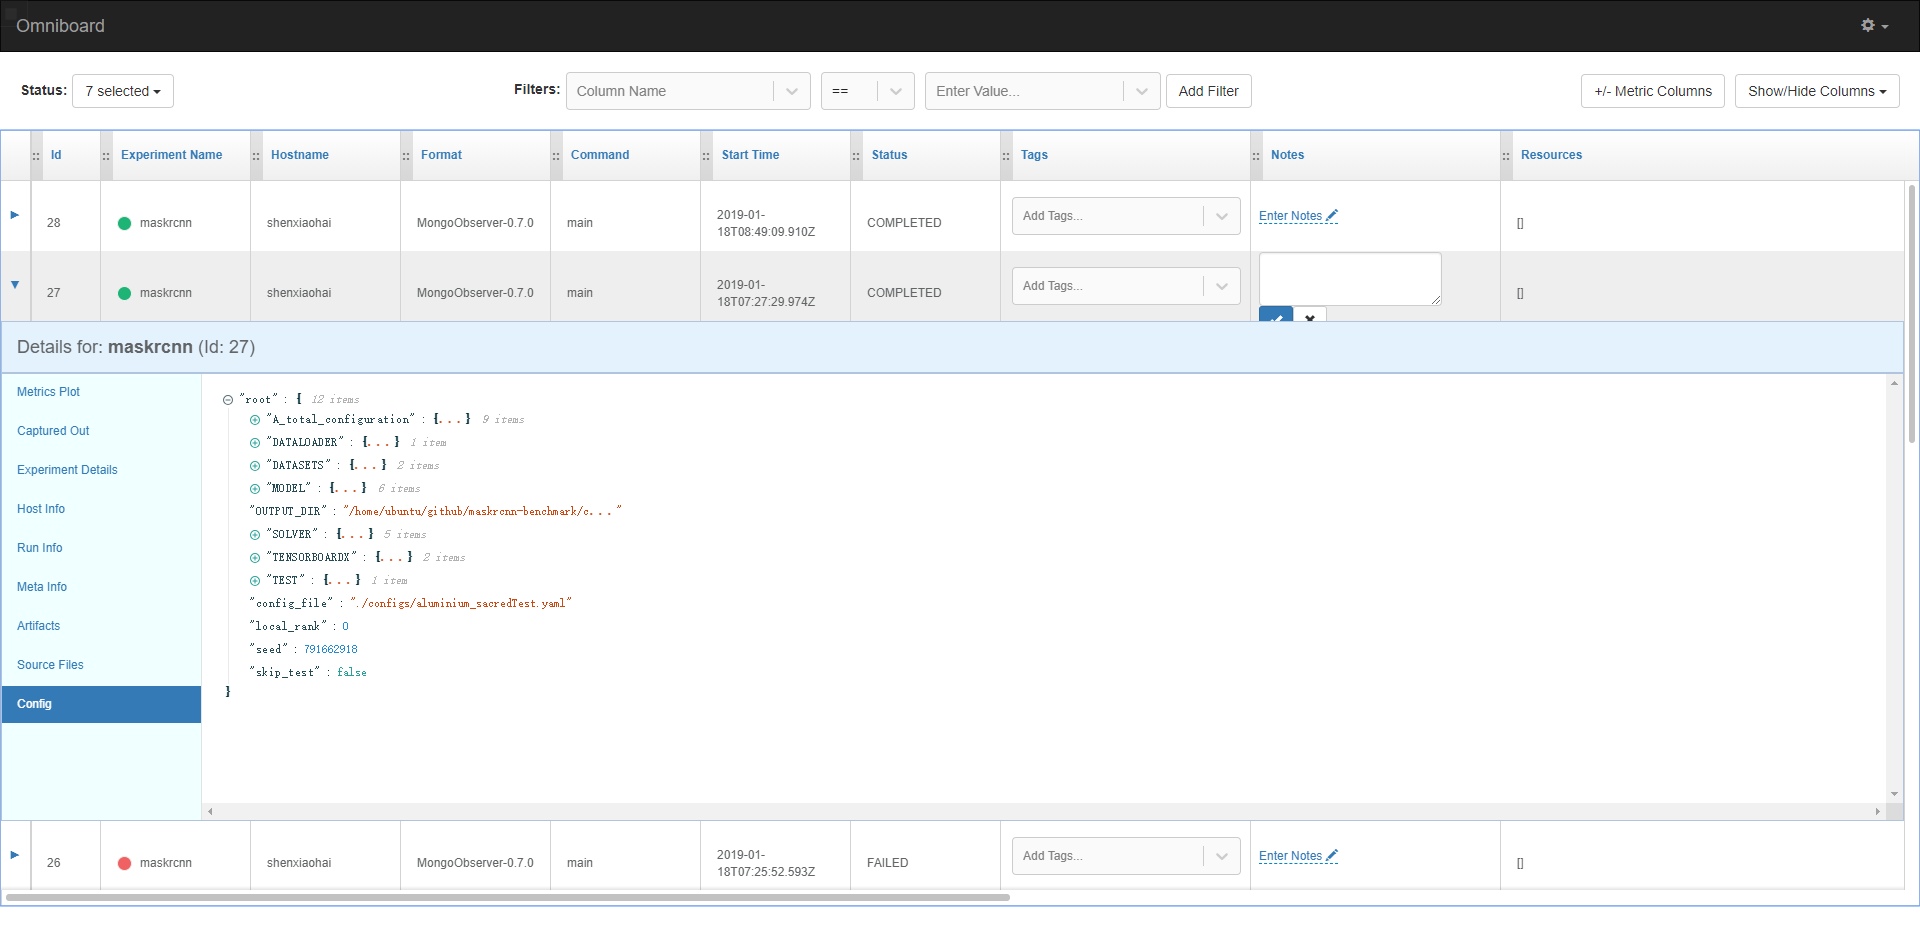 Omniboard
Status: 7 selected Filters: Column Name == Enter Value... Add Filter +/- Metric Columns Show/Hide Columns
Id Experiment Name Hostname Format Command Start Time Status Tags Notes Resources
28 maskrcnn shenxiaohai MongoObserver-0.7.0 main 2019-01-18T08:49:09.910Z COMPLETED Add Tags... Enter Notes []
27 maskrcnn shenxiaohai MongoObserver-0.7.0 main 2019-01-18T07:27:29.974Z COMPLETED Add Tags... []
Details for: maskrcnn (Id: 27)
Metrics Plot
Captured Out
Experiment Details
Host Info
Run Info
Meta Info
Artifacts
Source Files
Config
"root" : { 12 items
"A_total_configuration" : {...} 9 items
"DATALOADER" : {...} 1 item
"DATASETS" : {...} 2 items
"MODEL" : {...} 6 items
"OUTPUT_DIR" : "/home/ubuntu/github/maskrcnn-benchmark/c..."
"SOLVER" : {...} 5 items
"TENSORBOARDX" : {...} 2 items
"TEST" : {...} 1 item
"config_file" : "./configs/aluminium_sacredTest.yaml"
"local_rank" : 0
"seed" : 791662918
"skip_test" : false
}
26 maskrcnn shenxiaohai MongoObserver-0.7.0 main 2019-01-18T07:25:52.593Z FAILED Add Tags... Enter Notes []